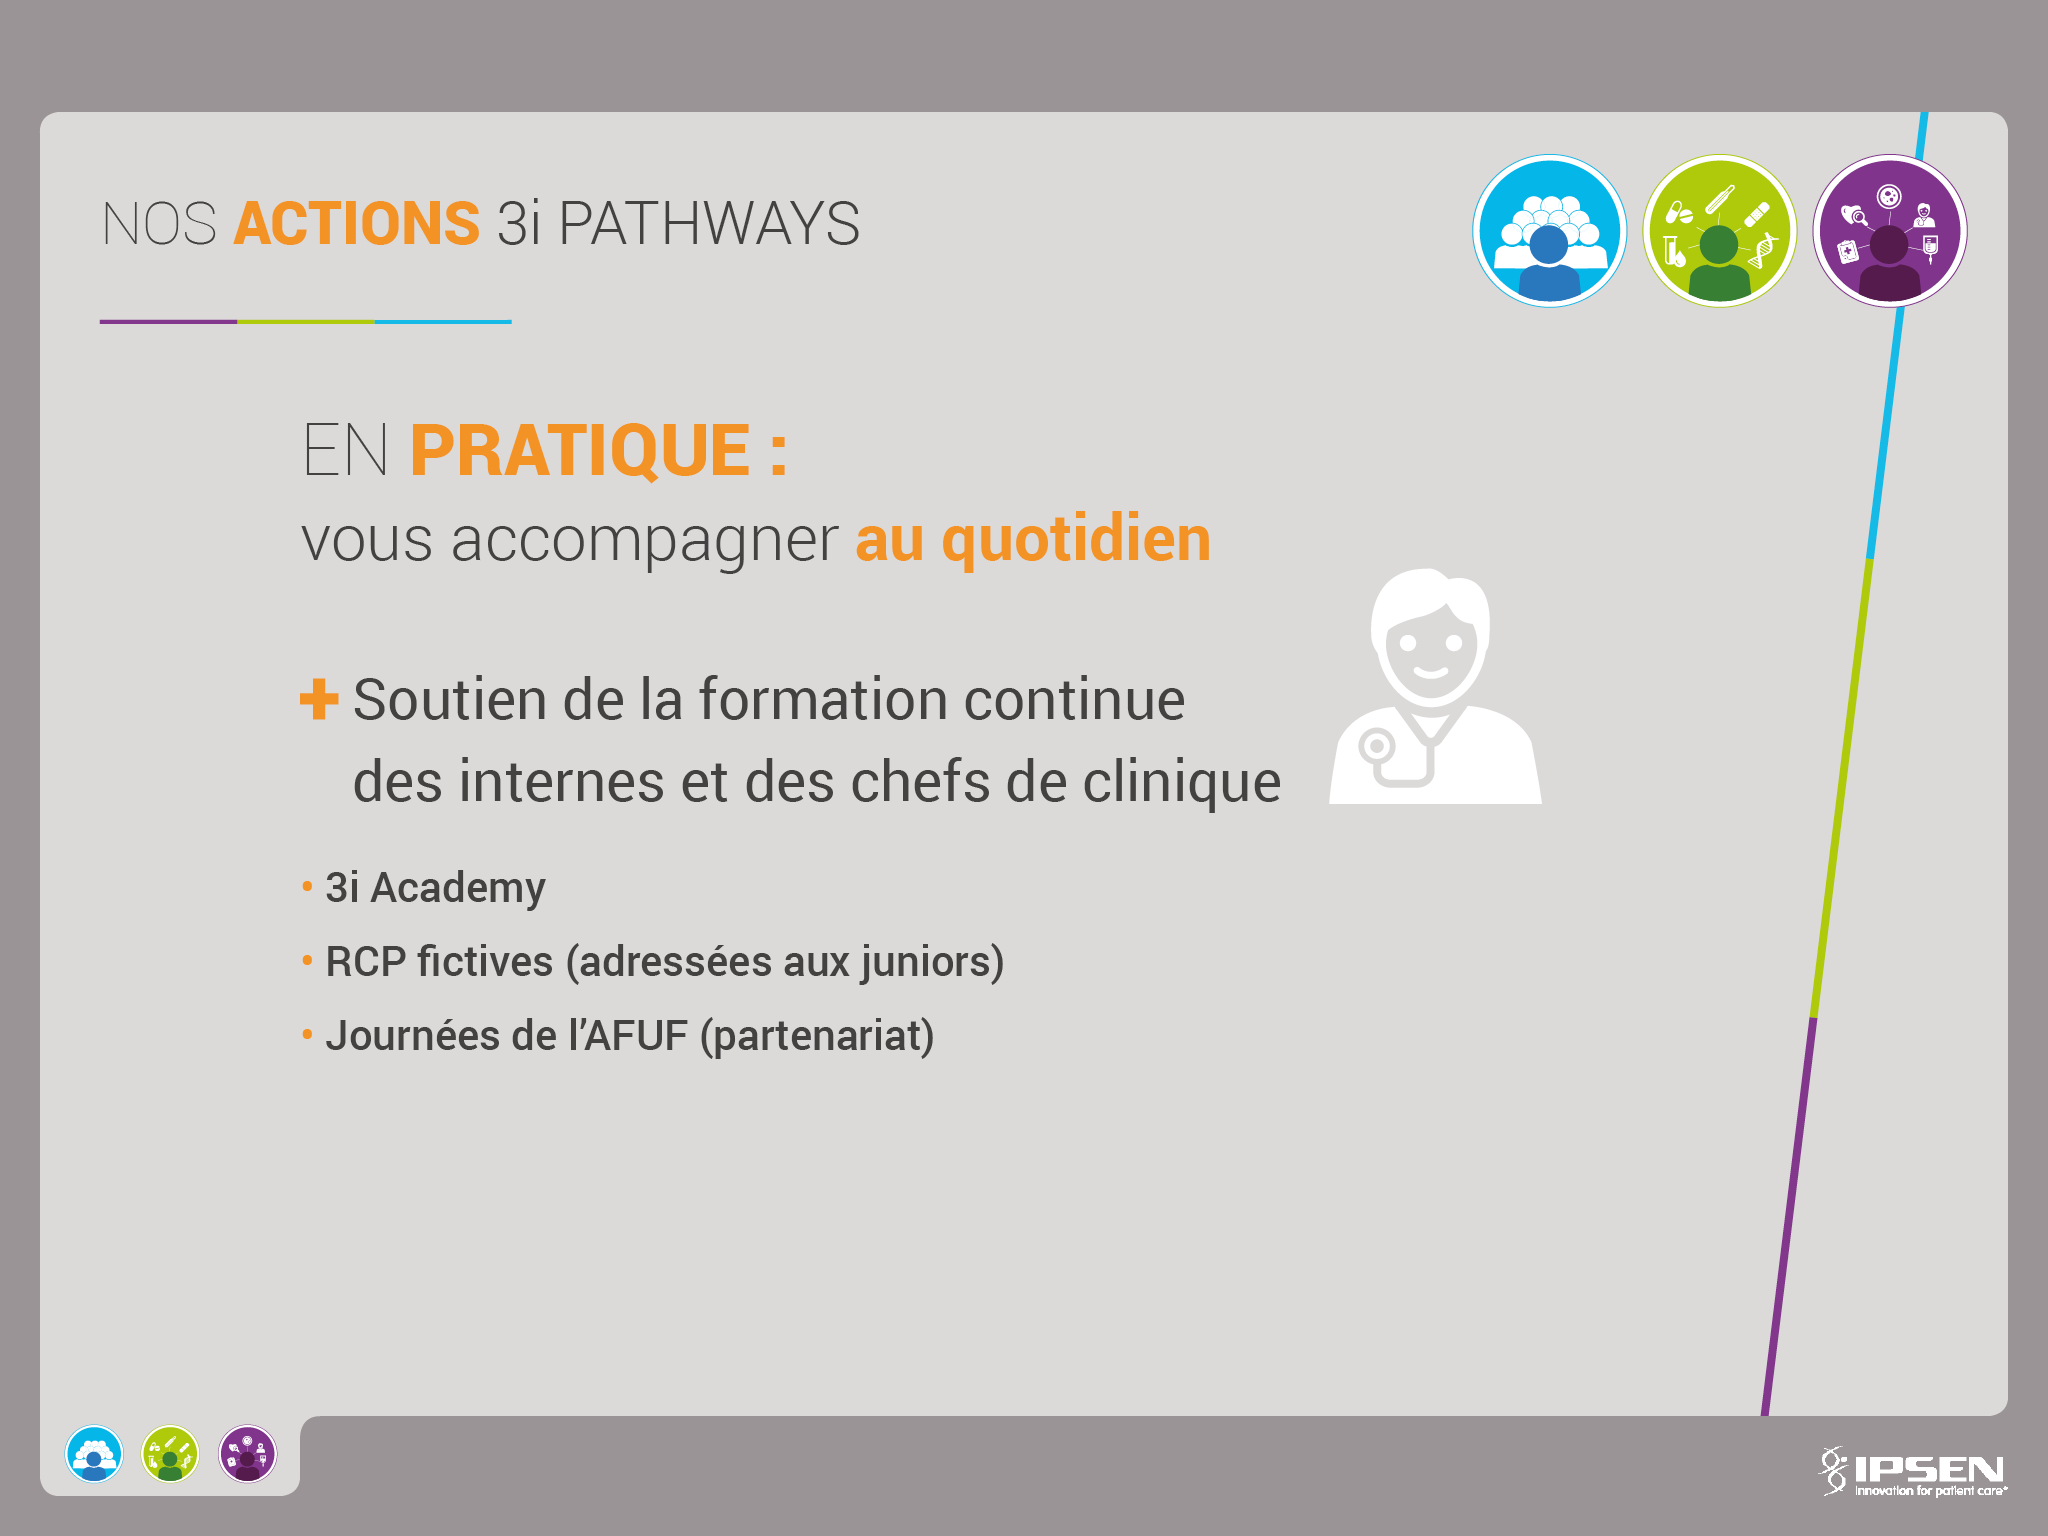 NOS ACTIONS 3i PATHWAYS
EN PRATIQUE :
vous accompagner au quotidien
+ Soutien de la formation continue
des internes et des chefs de clinique
• 3i Academy
• RCP fictives (adressées aux juniors)
• Journées de l’AFUF (partenariat)
IPSEN
Innovation for patient care